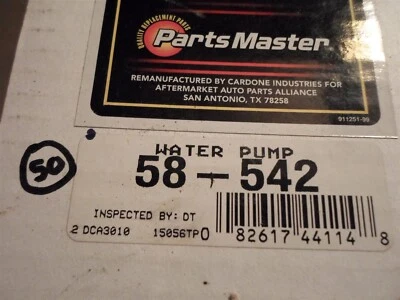 QUALITY REPLACEMENT PARTS
PartsMaster
REMANUFACTURED BY CARDONE INDUSTRIES FOR
AFTERMARKET AUTO PARTS ALLIANCE
SAN ANTONIO, TX 78258
911251-99
50
WATER PUMP
58-542
INSPECTED BY: DT
2 DCA3010 15056TP
0 82617 44114 8